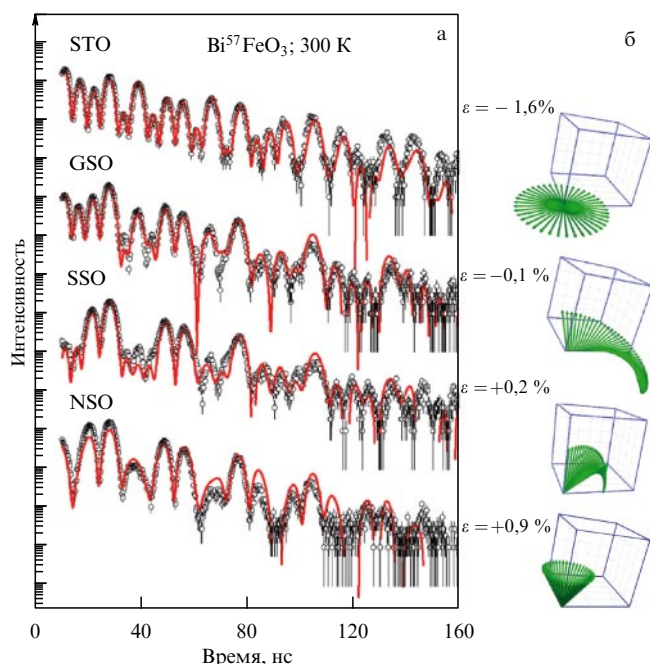 STO
Bi⁵⁷FeO₃; 300 К
а
б
GSO
SSO
NSO
ε = − 1,6%
ε = −0,1 %
ε = +0,2 %
ε = +0,9 %
Интенсивность
0
40
80
120
160
Время, нс